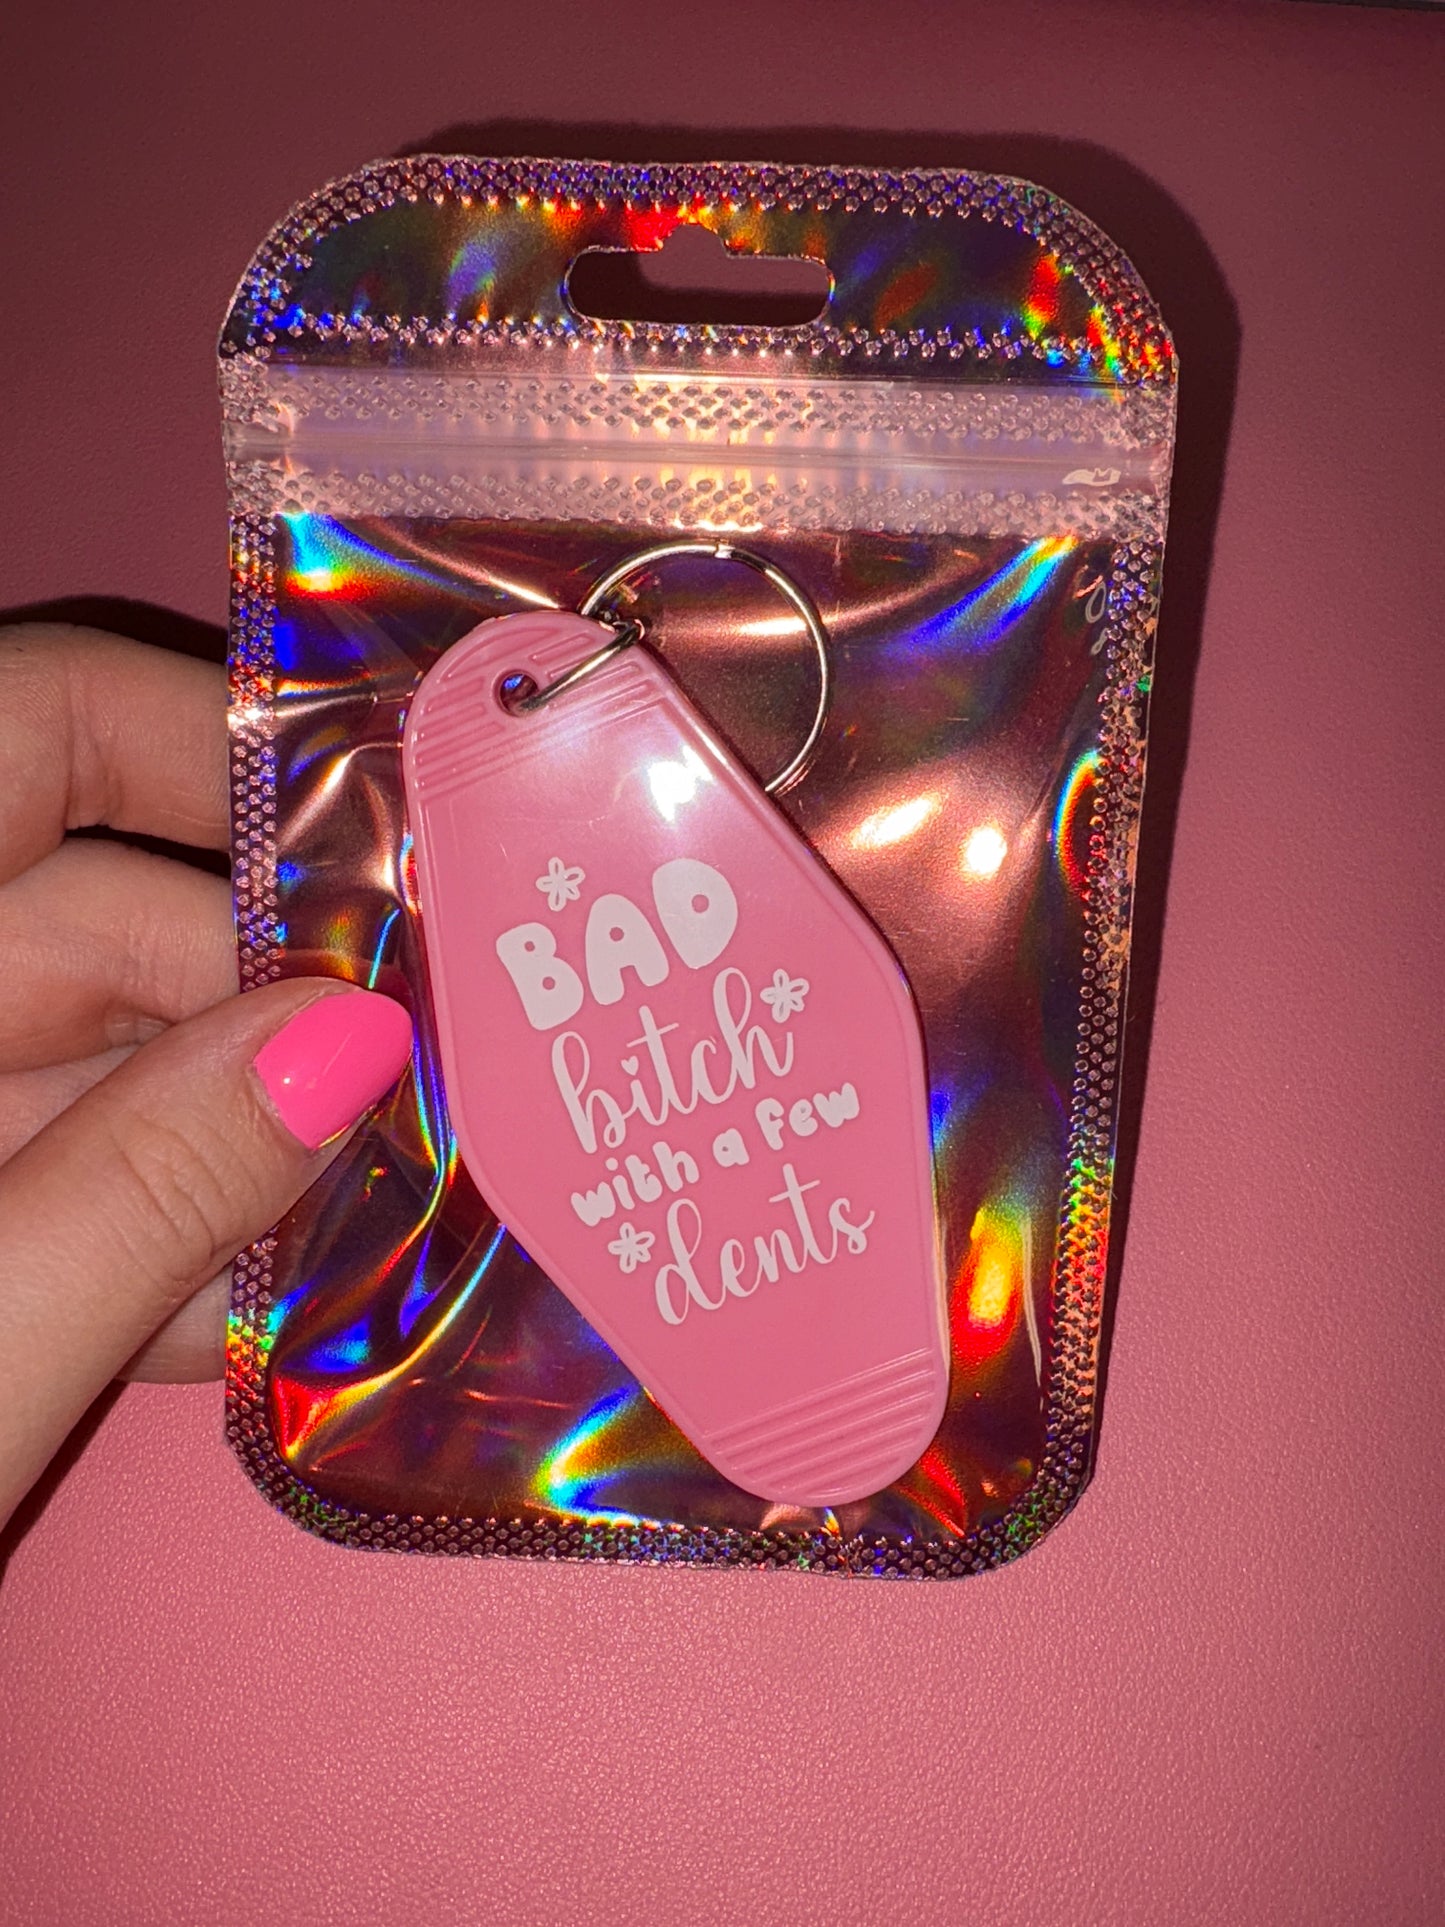 BAD
bitch
with a few
dents